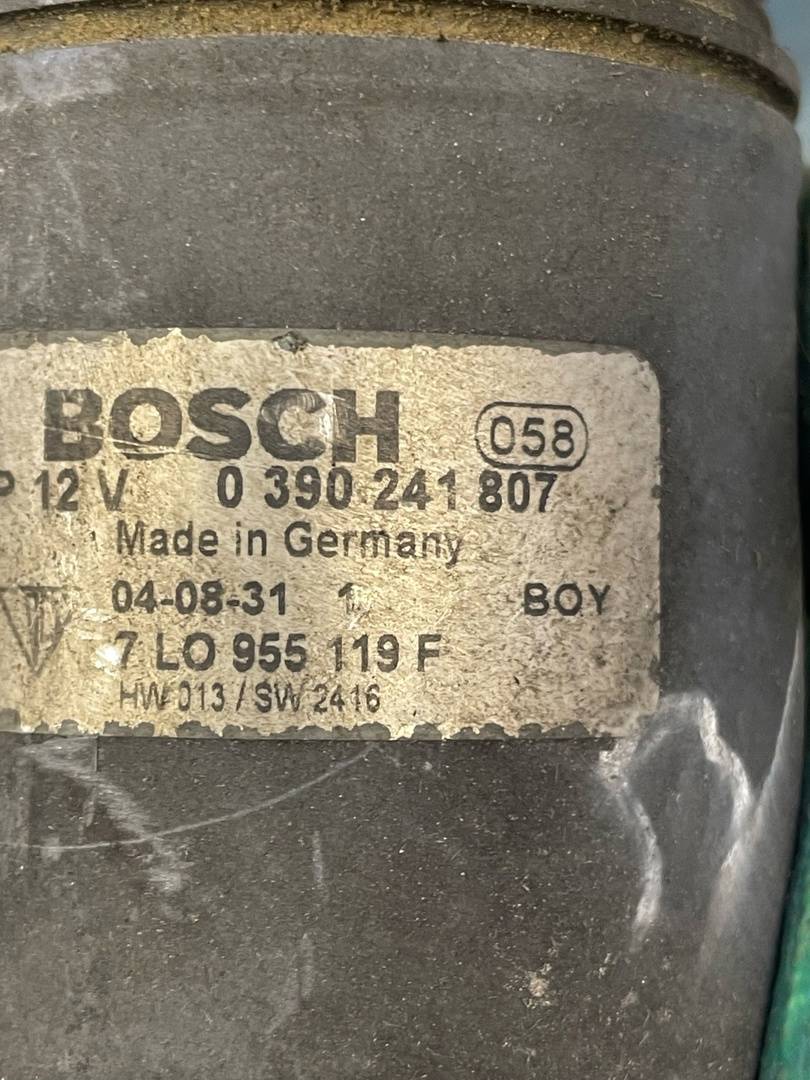 BOSCH 058
P 12 V 0 390 241 807
Made in Germany
04-08-31 1 BOY
7 LO 955 119 F
HW 013 / SW 2416